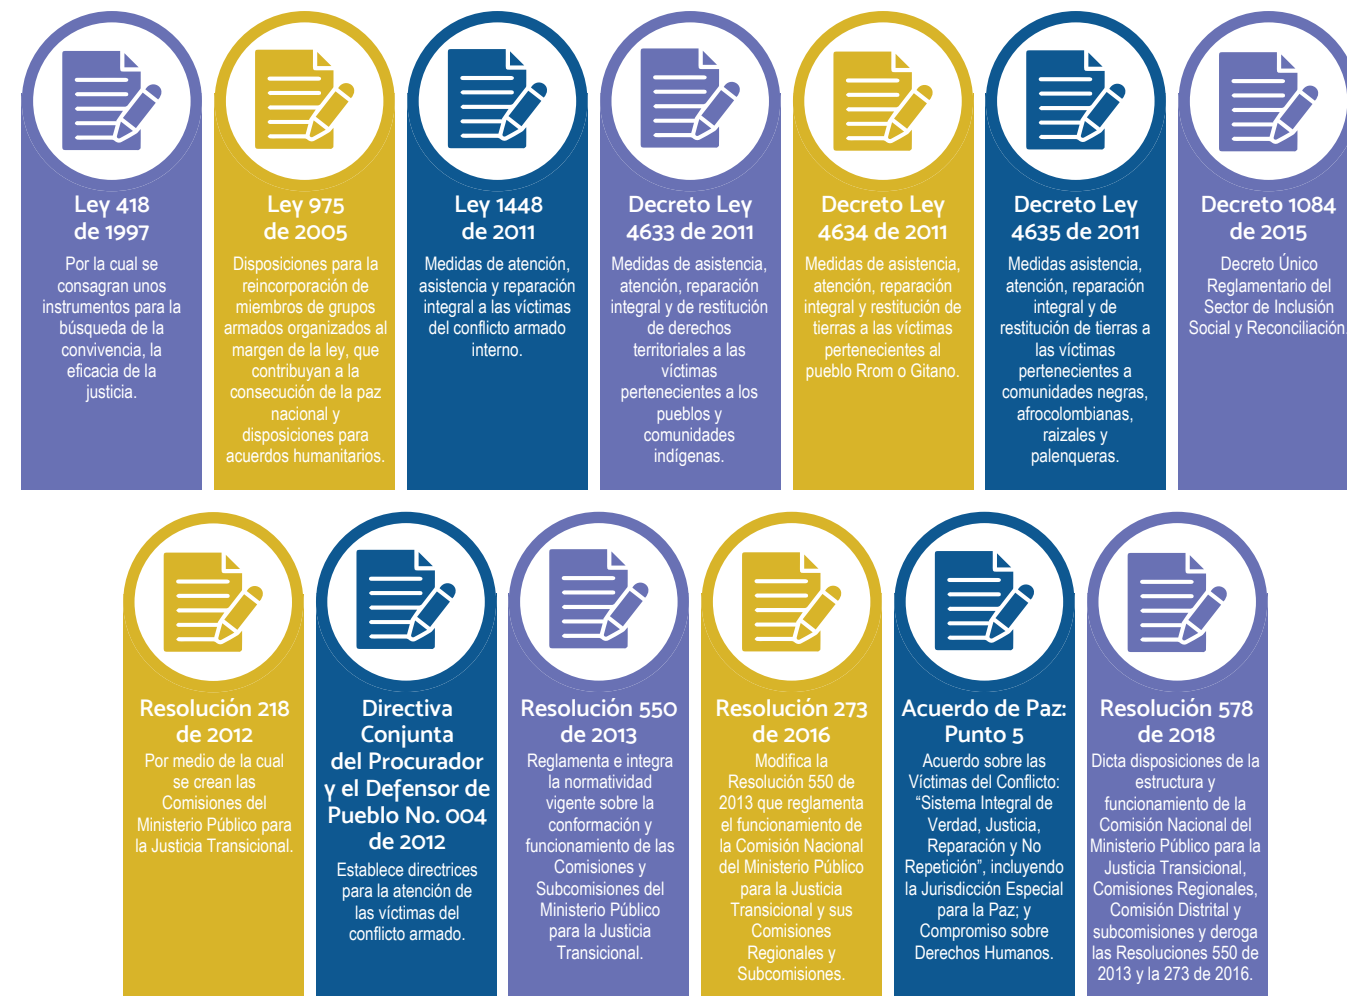 Ley 418
de 1997
Por la cual se
consagran unos
instrumentos para la
búsqueda de la
convivencia, la
eficacia de la
justicia.
Ley 975
de 2005
Disposiciones para la
reincorporación de
miembros de grupos
armados organizados al
margen de la ley, que
contribuyan a la
consecución de la paz
nacional y
disposiciones para
acuerdos humanitarios.
Ley 1448
de 2011
Medidas de atención,
asistencia y reparación
integral a las víctimas
del conflicto armado
interno.
Decreto Ley
4633 de 2011
Medidas de asistencia,
atención, reparación
integral y de restitución
de derechos
territoriales a las
víctimas
pertenecientes a los
pueblos y
comunidades
indígenas.
Decreto Ley
4634 de 2011
Medidas de asistencia,
atención, reparación
integral y restitución de
tierras a las víctimas
pertenecientes al
pueblo Rrom o Gitano.
Decreto Ley
4635 de 2011
Medidas asistencia,
atención, reparación
integral y de
restitución de tierras a
las víctimas
pertenecientes a
comunidades negras,
afrocolombianas,
raizales y
palenqueras.
Decreto 1084
de 2015
Decreto Único
Reglamentario del
Sector de Inclusión
Social y Reconciliación.
Resolución 218
de 2012
Por medio de la cual
se crean las
Comisiones del
Ministerio Público para
la Justicia Transicional.
Directiva
Conjunta
del Procurador
y el Defensor de
Pueblo No. 004
de 2012
Establece directrices
para la atención de
las víctimas del
conflicto armado.
Resolución 550
de 2013
Reglamenta e integra
la normatividad
vigente sobre la
conformación y
funcionamiento de las
Comisiones y
Subcomisiones del
Ministerio Público
para la Justicia
Transicional.
Resolución 273
de 2016
Modifica la
Resolución 550 de
2013 que reglamenta
el funcionamiento de
la Comisión Nacional
del Ministerio Público
para la Justicia
Transicional y sus
Comisiones
Regionales y
Subcomisiones.
Acuerdo de Paz:
Punto 5
Acuerdo sobre las
Víctimas del Conflicto:
“Sistema Integral de
Verdad, Justicia,
Reparación y No
Repetición”, incluyendo
la Jurisdicción Especial
para la Paz; y
Compromiso sobre
Derechos Humanos.
Resolución 578
de 2018
Dicta disposiciones de la
estructura y
funcionamiento de la
Comisión Nacional del
Ministerio Público para la
Justicia Transicional,
Comisiones Regionales,
Comisión Distrital y
subcomisiones y deroga
las Resoluciones 550 de
2013 y la 273 de 2016.